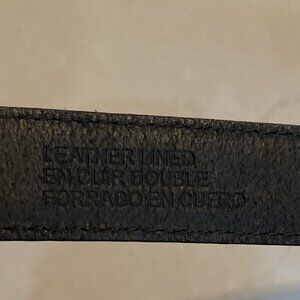 LEATHER LINED
EN CUIR DOUBLE
FORRADO EN CUERO